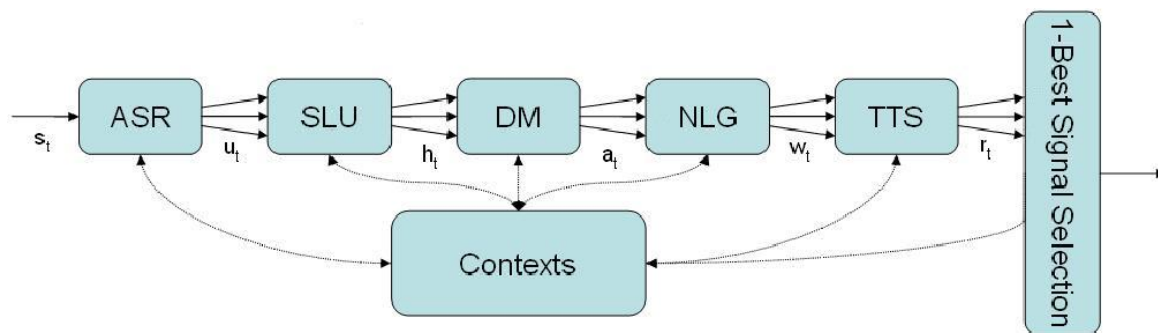 ASR
SLU
DM
NLG
TTS
1-Best Signal Selection
s_t
u_t
h_t
a_t
w_t
r_t
Contexts